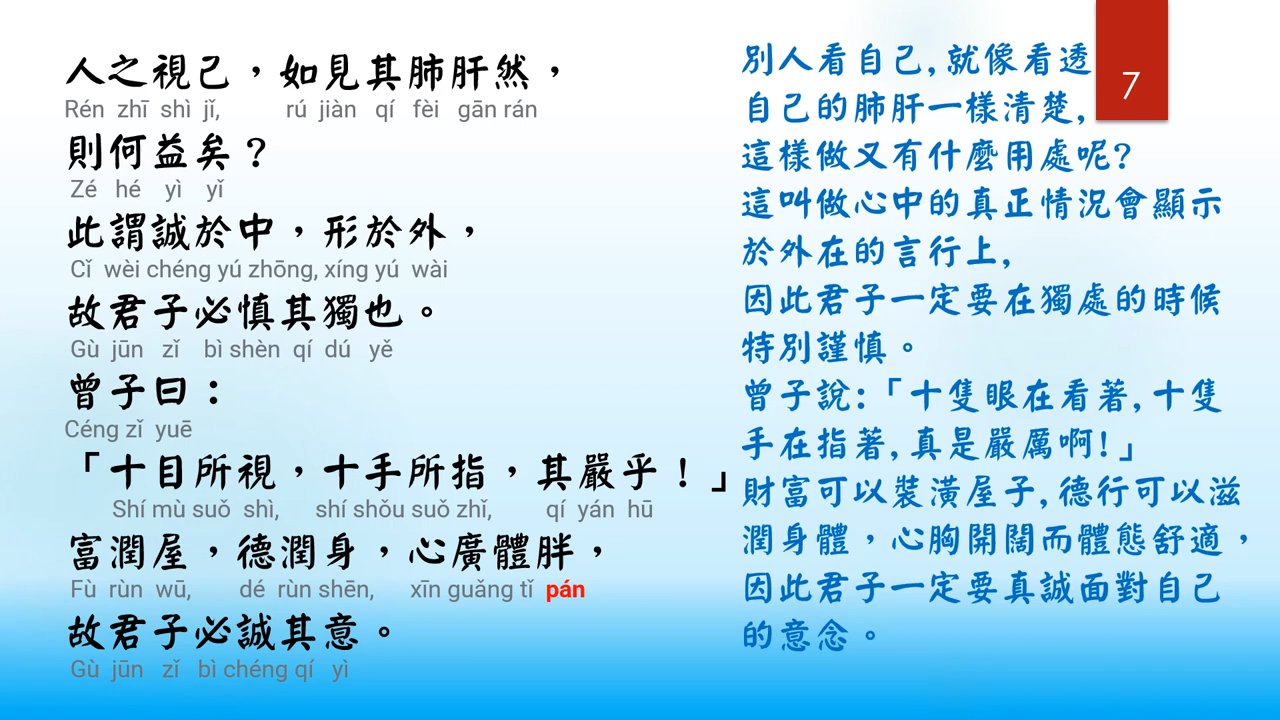 人之視己，如見其肺肝然，
Rén zhī shì jǐ, rú jiàn qí fèi gān rán
則何益矣？
Zé hé yì yǐ
此謂誠於中，形於外，
Cǐ wèi chéng yú zhōng, xíng yú wài
故君子必慎其獨也。
Gù jūn zǐ bì shèn qí dú yě
曾子曰：
Céng zǐ yuē
「十目所視，十手所指，其嚴乎！」
Shí mù suǒ shì, shí shǒu suǒ zhǐ, qí yán hū
富潤屋，德潤身，心廣體胖，
Fù rùn wū, dé rùn shēn, xīn guǎng tǐ pán
故君子必誠其意。
Gù jūn zǐ bì chéng qí yì
別人看自己,就像看透
自己的肺肝一樣清楚,
這樣做又有什麼用處呢?
這叫做心中的真正情況會顯示
於外在的言行上,
因此君子一定要在獨處的時候
特別謹慎。
曾子說:「十隻眼在看著,十隻
手在指著,真是嚴厲啊!」
財富可以裝潢屋子,德行可以滋
潤身體，心胸開闊而體態舒適，
因此君子一定要真誠面對自己
的意念。
7